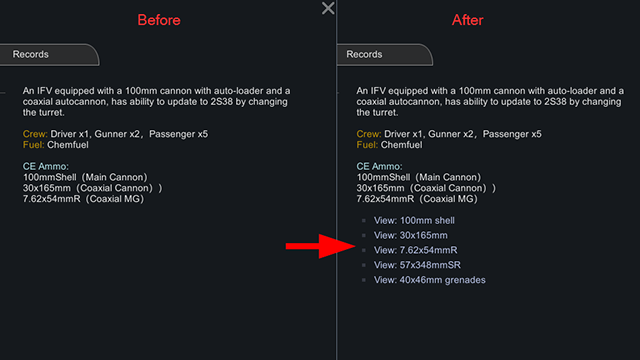 Before
Records
An IFV equipped with a 100mm cannon with auto-loader and a
coaxial autocannon, has ability to update to 2S38 by changing
the turret.
Crew: Driver x1, Gunner x2, Passenger x5
Fuel: Chemfuel
CE Ammo:
100mmShell（Main Cannon）
30x165mm（Coaxial Cannon））
7.62x54mmR（Coaxial MG）
After
Records
An IFV equipped with a 100mm cannon with auto-loader and a
coaxial autocannon, has ability to update to 2S38 by changing
the turret.
Crew: Driver x1, Gunner x2, Passenger x5
Fuel: Chemfuel
CE Ammo:
100mmShell（Main Cannon）
30x165mm（Coaxial Cannon））
7.62x54mmR（Coaxial MG）
View: 100mm shell
View: 30x165mm
View: 7.62x54mmR
View: 57x348mmSR
View: 40x46mm grenades